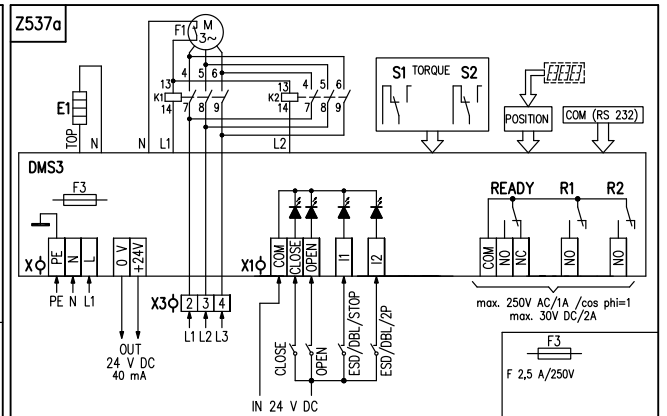 Z537a
F1
M
3~
13
4 5 6
K1
14
7 8 9
13
4 5 6
K2
14
7 8 9
E1
TOP
N
N
L1
L2
S1 TORQUE S2
POSITION
COM (RS 232)
DMS3
F3
READY R1 R2
X
PE
N
L
0 V
+24V
X1
COM
CLOSE
OPEN
I1
I2
COM
NO
NC
NO
NO
PE N L1
X3
2 3 4
L1 L2 L3
OUT
24 V DC
40 mA
CLOSE
OPEN
ESD/DBL/STOP
ESD/DBL/2P
IN 24 V DC
max. 250V AC/1A /cos phi=1
max. 30V DC/2A
F3
F 2,5 A/250V